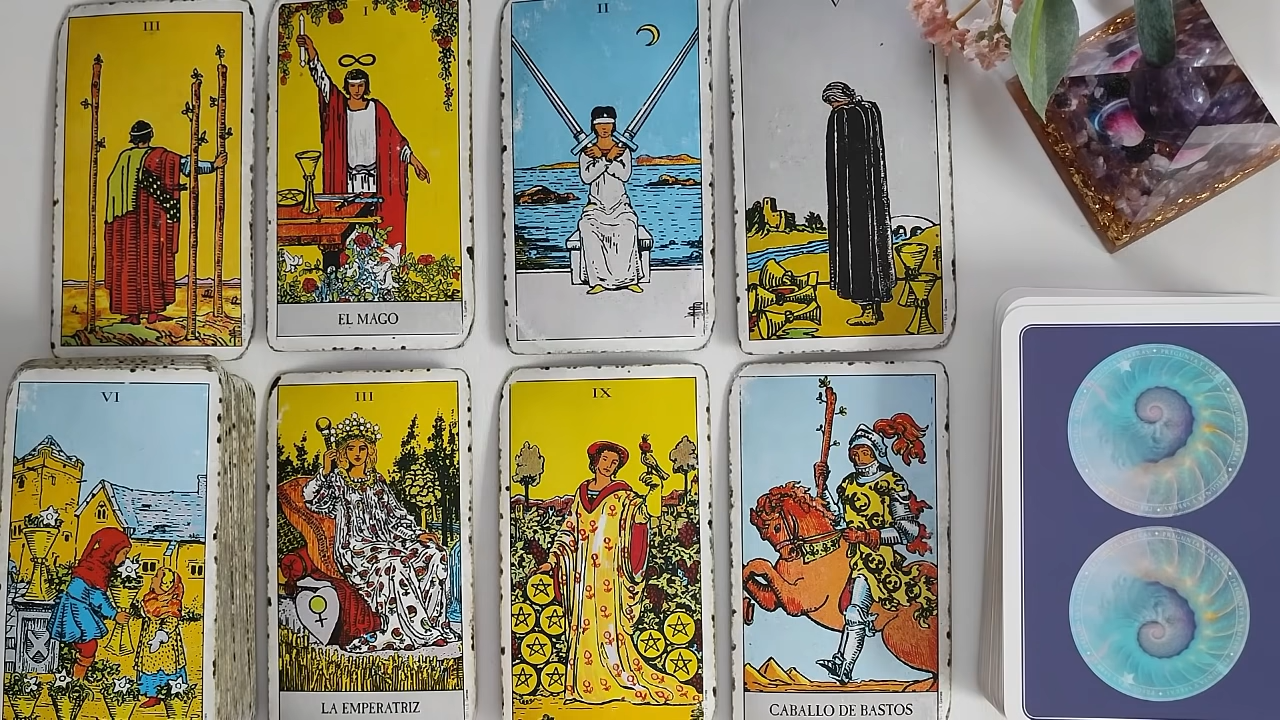 III
I
II
V
EL MAGO
VI
III
IX
LA EMPERATRIZ
CABALLO DE BASTOS